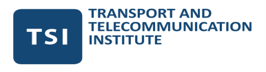 TSI
TRANSPORT AND
TELECOMMUNICATION
INSTITUTE